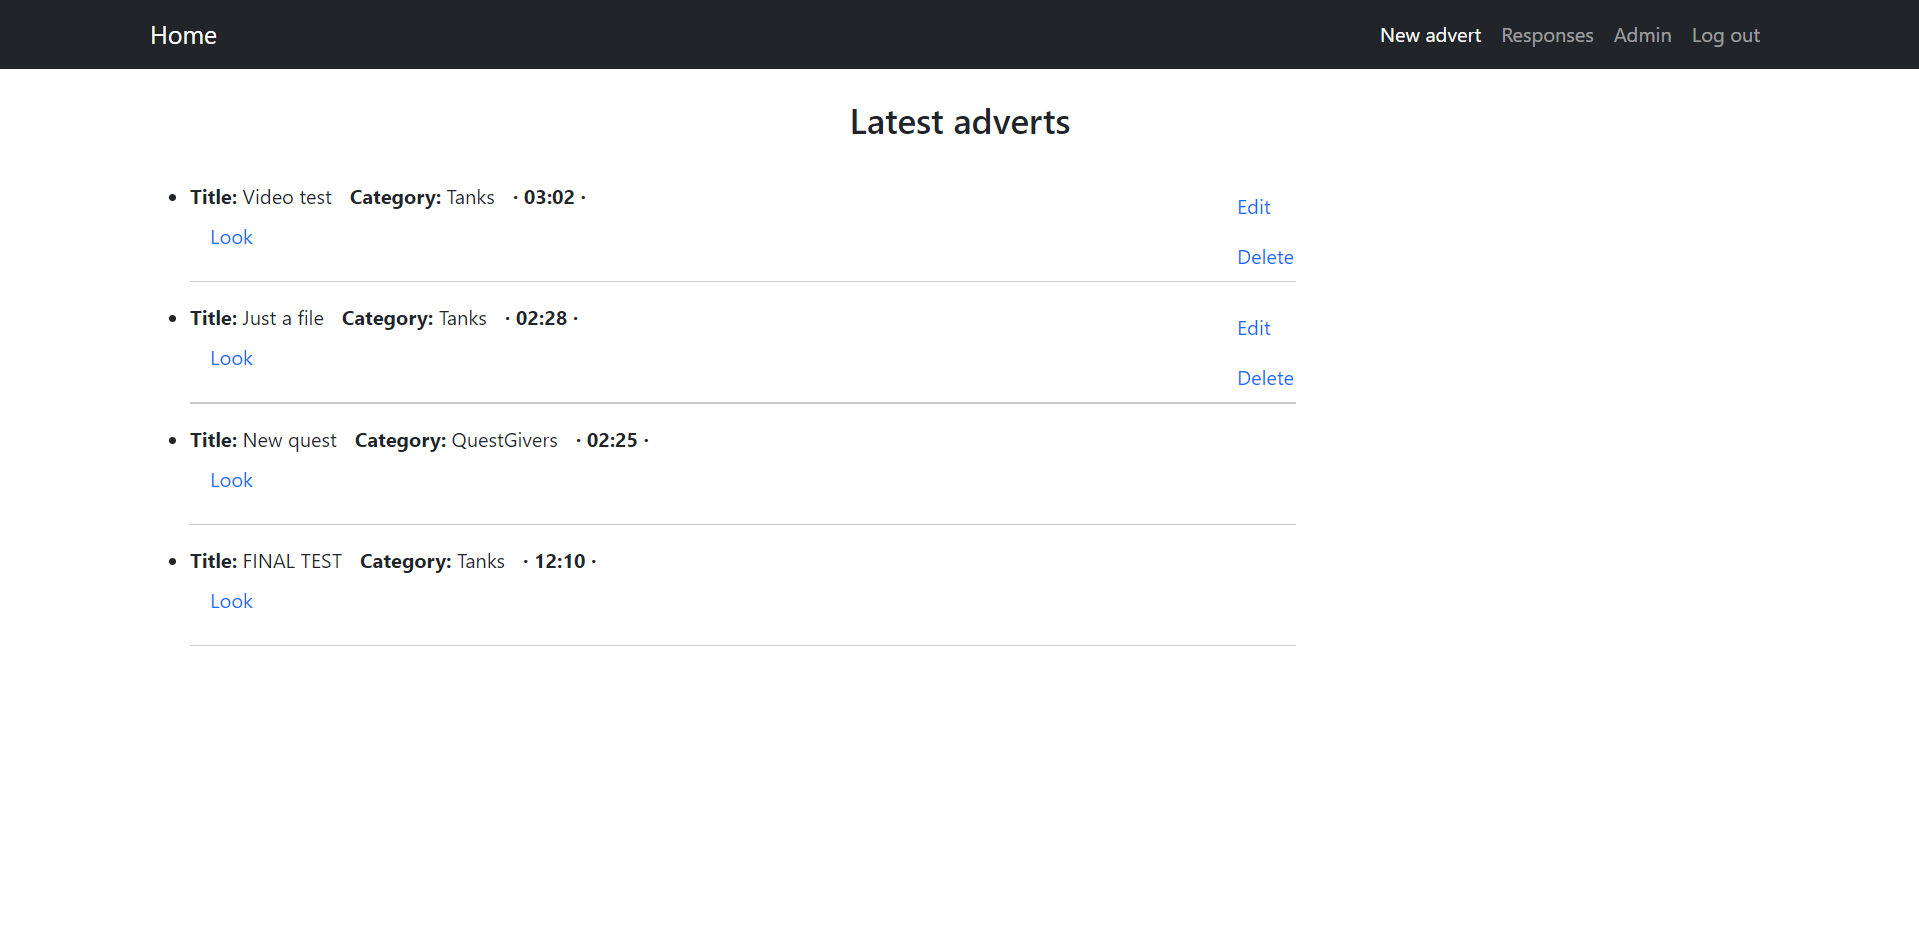 Home New advert Responses Admin Log out
Latest adverts
Title: Video test Category: Tanks · 03:02 ·
Edit
Look
Delete
Title: Just a file Category: Tanks · 02:28 ·
Edit
Look
Delete
Title: New quest Category: QuestGivers · 02:25 ·
Look
Title: FINAL TEST Category: Tanks · 12:10 ·
Look